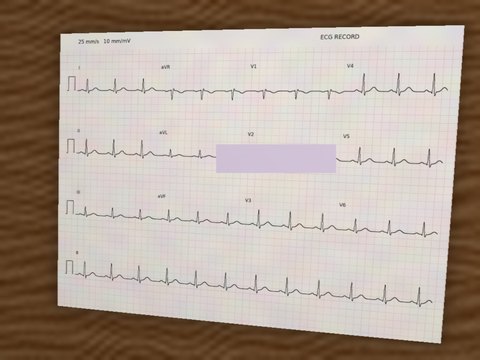 25 mm/s 10 mm/mV
ECG RECORD
I aVR V1 V4
II aVL V2 V5
III aVF V3 V6
II